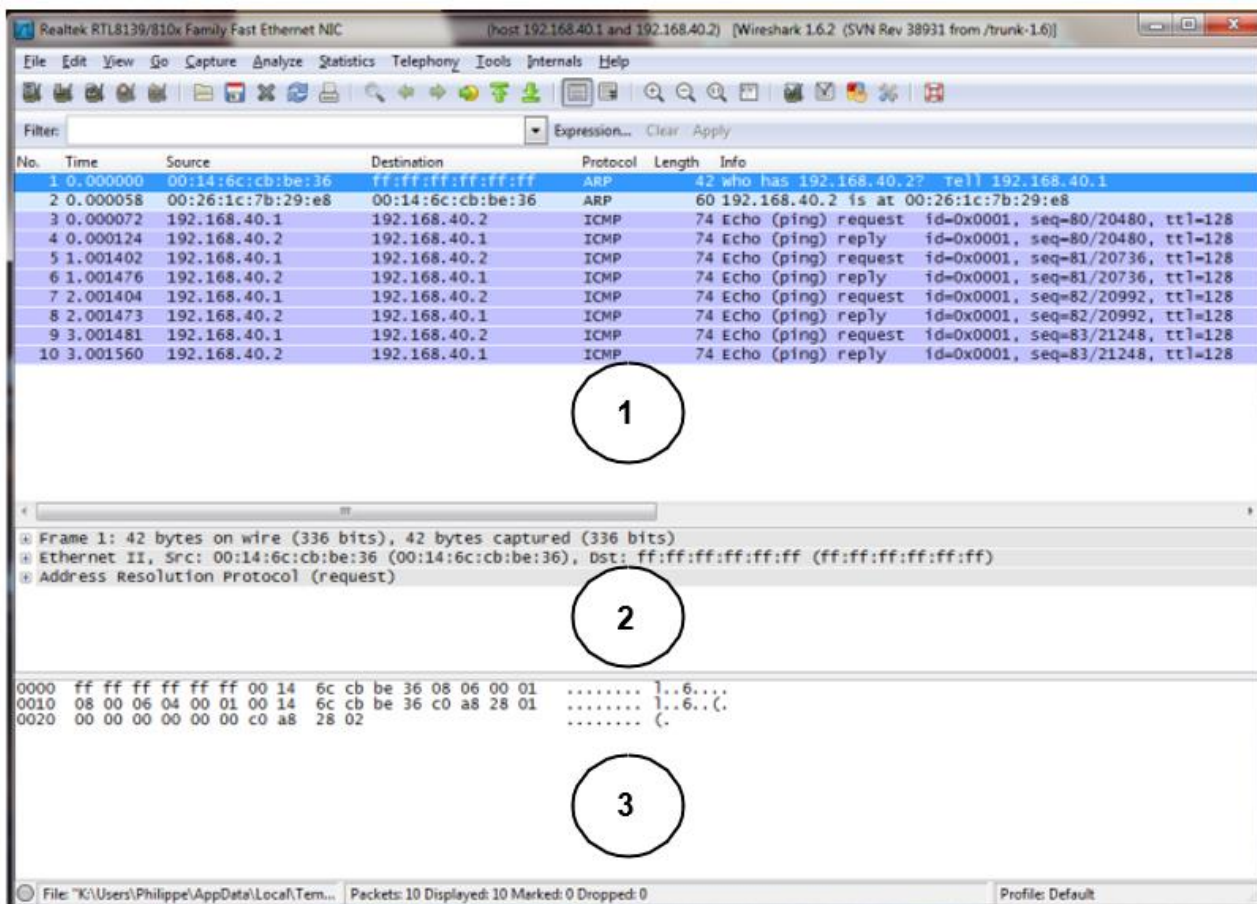 Realtek RTL8139/810x Family Fast Ethernet NIC (host 192.168.40.1 and 192.168.40.2) [Wireshark 1.6.2 (SVN Rev 38931 from /trunk-1.6)]
File Edit View Go Capture Analyze Statistics Telephony Tools Internals Help
Filter: Expression... Clear Apply
No. Time Source Destination Protocol Length Info
1 0.000000 00:14:6c:cb:be:36 ff:ff:ff:ff:ff:ff ARP 42 who has 192.168.40.2? Tell 192.168.40.1
2 0.000058 00:26:1c:7b:29:e8 00:14:6c:cb:be:36 ARP 60 192.168.40.2 is at 00:26:1c:7b:29:e8
3 0.000072 192.168.40.1 192.168.40.2 ICMP 74 Echo (ping) request id=0x0001, seq=80/20480, ttl=128
4 0.000124 192.168.40.2 192.168.40.1 ICMP 74 Echo (ping) reply id=0x0001, seq=80/20480, ttl=128
5 1.001402 192.168.40.1 192.168.40.2 ICMP 74 Echo (ping) request id=0x0001, seq=81/20736, ttl=128
6 1.001476 192.168.40.2 192.168.40.1 ICMP 74 Echo (ping) reply id=0x0001, seq=81/20736, ttl=128
7 2.001404 192.168.40.1 192.168.40.2 ICMP 74 Echo (ping) request id=0x0001, seq=82/20992, ttl=128
8 2.001473 192.168.40.2 192.168.40.1 ICMP 74 Echo (ping) reply id=0x0001, seq=82/20992, ttl=128
9 3.001481 192.168.40.1 192.168.40.2 ICMP 74 Echo (ping) request id=0x0001, seq=83/21248, ttl=128
10 3.001560 192.168.40.2 192.168.40.1 ICMP 74 Echo (ping) reply id=0x0001, seq=83/21248, ttl=128
1
Frame 1: 42 bytes on wire (336 bits), 42 bytes captured (336 bits)
Ethernet II, Src: 00:14:6c:cb:be:36 (00:14:6c:cb:be:36), Dst: ff:ff:ff:ff:ff:ff (ff:ff:ff:ff:ff:ff)
Address Resolution Protocol (request)
2
0000 ff ff ff ff ff ff 00 14 6c cb be 36 08 06 00 01 ........ l..6....
0010 08 00 06 04 00 01 00 14 6c cb be 36 c0 a8 28 01 ........ l..6..(.
0020 00 00 00 00 00 00 c0 a8 28 02 ........ (.
3
File: "K:\Users\Philippe\AppData\Local\Tem... Packets: 10 Displayed: 10 Marked: 0 Dropped: 0 Profile: Default